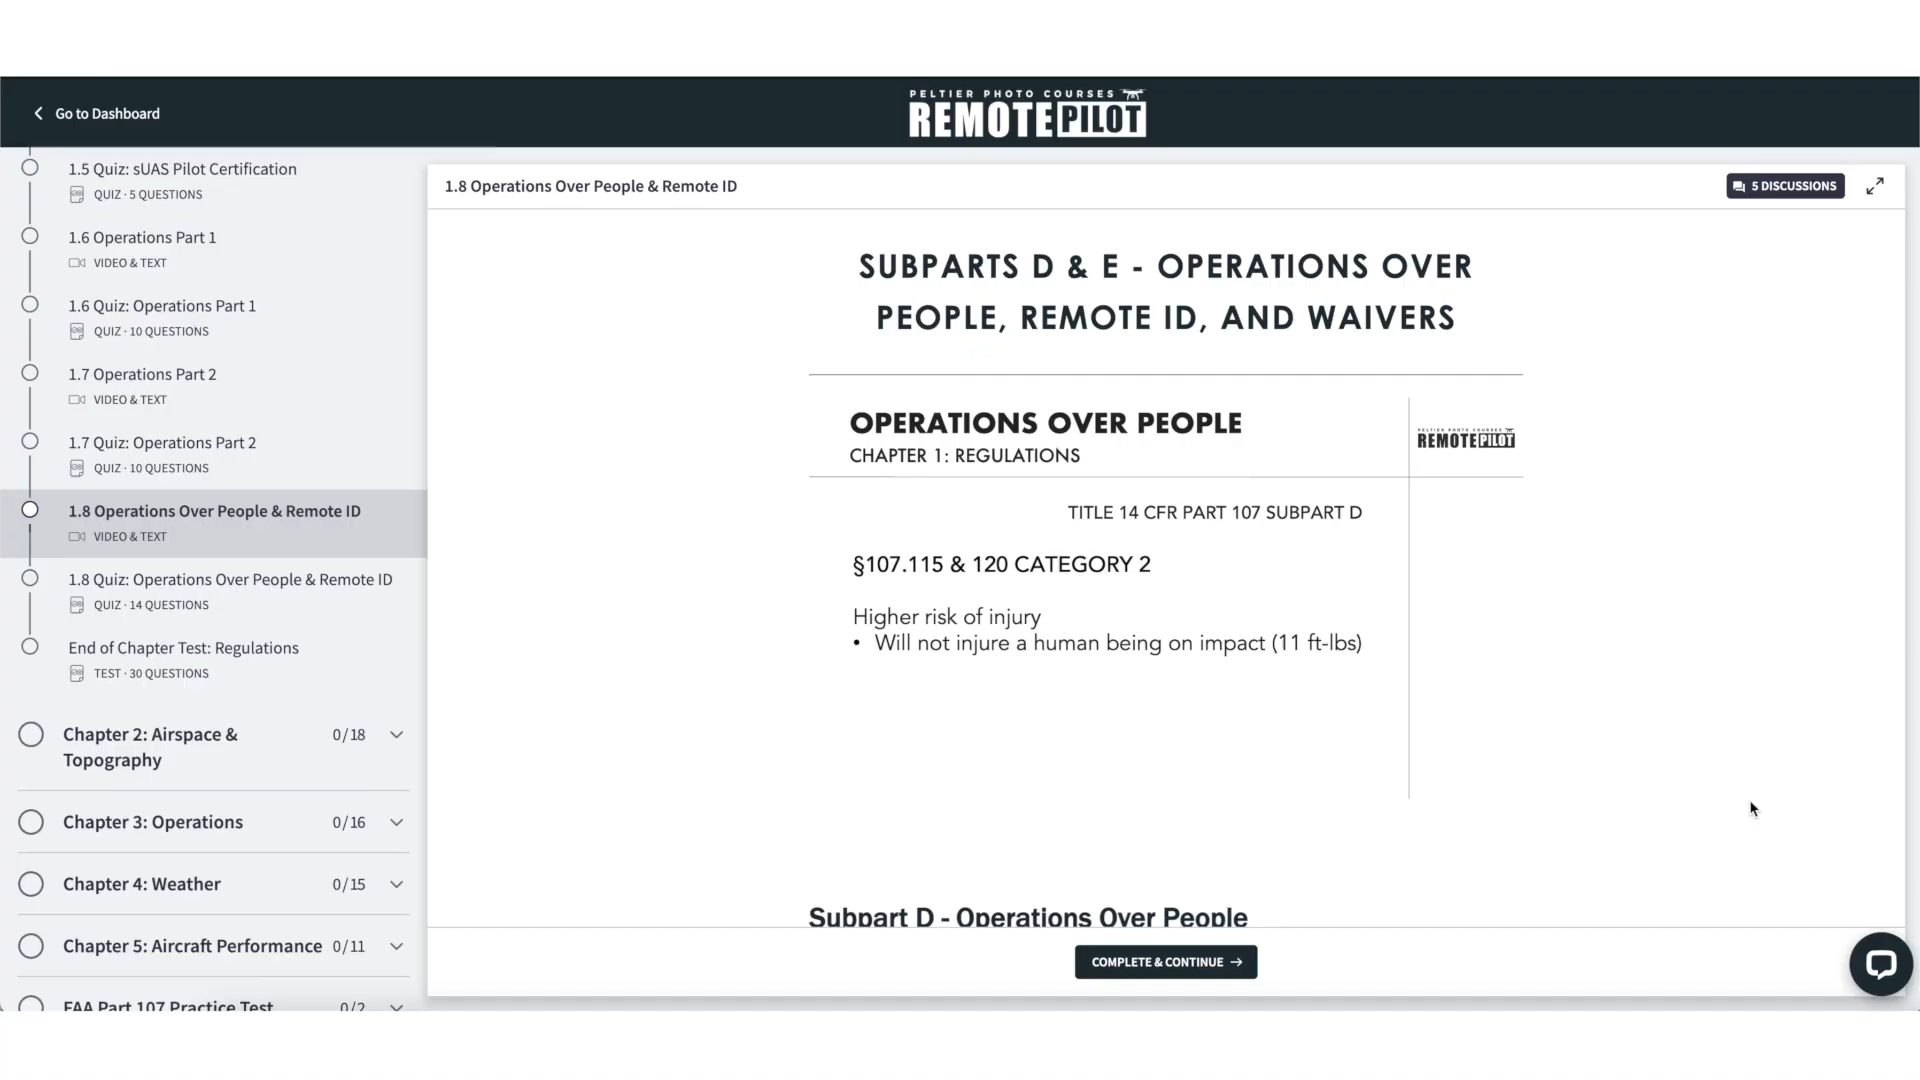 Go to Dashboard
PELTIER PHOTO COURSES
REMOTE PILOT
1.5 Quiz: sUAS Pilot Certification
QUIZ · 5 QUESTIONS
1.6 Operations Part 1
VIDEO & TEXT
1.6 Quiz: Operations Part 1
QUIZ · 10 QUESTIONS
1.7 Operations Part 2
VIDEO & TEXT
1.7 Quiz: Operations Part 2
QUIZ · 10 QUESTIONS
1.8 Operations Over People & Remote ID
VIDEO & TEXT
1.8 Quiz: Operations Over People & Remote ID
QUIZ · 14 QUESTIONS
End of Chapter Test: Regulations
TEST · 30 QUESTIONS
Chapter 2: Airspace & 0/18
Topography
Chapter 3: Operations 0/16
Chapter 4: Weather 0/15
Chapter 5: Aircraft Performance 0/11
FAA Part 107 Practice Test 0/2
1.8 Operations Over People & Remote ID
5 DISCUSSIONS
SUBPARTS D & E - OPERATIONS OVER
PEOPLE, REMOTE ID, AND WAIVERS
OPERATIONS OVER PEOPLE
CHAPTER 1: REGULATIONS
PELTIER PHOTO COURSES
REMOTE PILOT
TITLE 14 CFR PART 107 SUBPART D
§107.115 & 120 CATEGORY 2
Higher risk of injury
• Will not injure a human being on impact (11 ft-lbs)
Subpart D - Operations Over People
COMPLETE & CONTINUE →